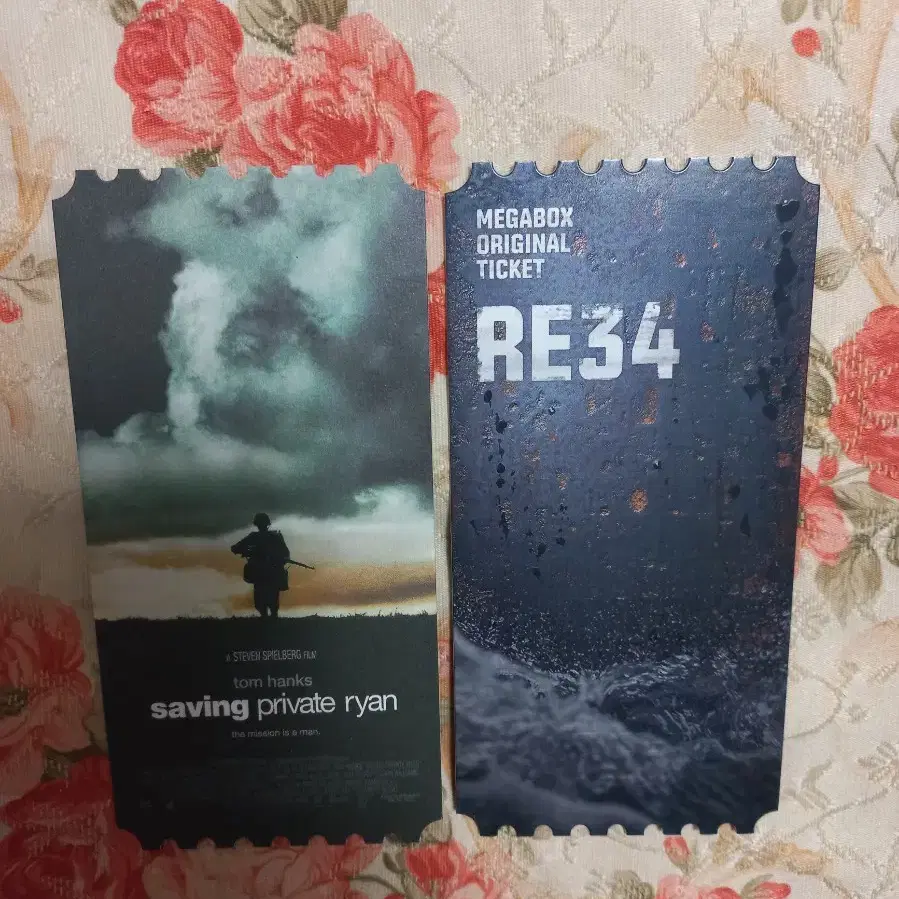 A STEVEN SPIELBERG FILM
tom hanks
saving private ryan
the mission is a man.
MEGABOX
ORIGINAL
TICKET
RE34